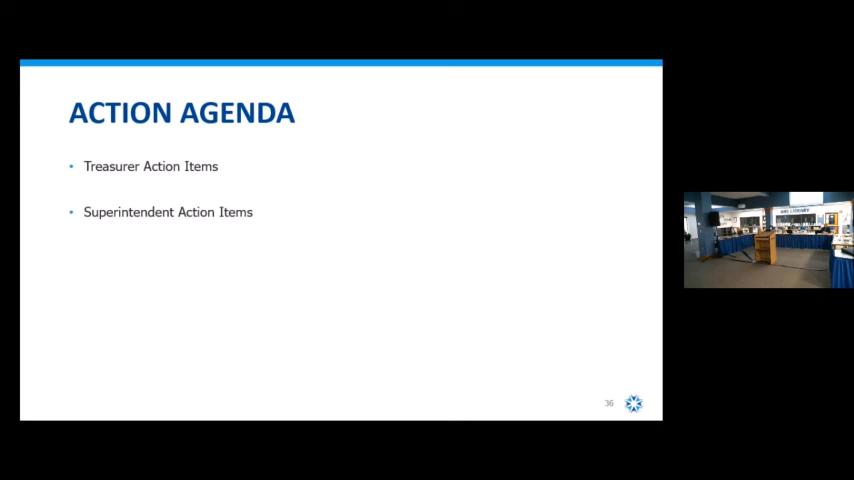 ACTION AGENDA
• Treasurer Action Items
• Superintendent Action Items
36